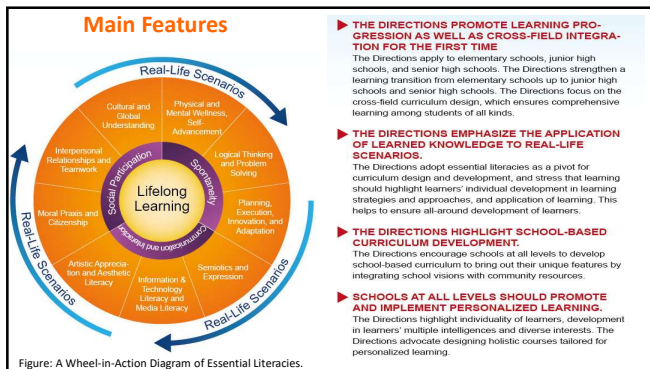 Main Features
Real-Life Scenarios
Cultural and
Global
Understanding
Physical and
Mental Wellness,
Self-
Advancement
Interpersonal
Relationships and
Teamwork
Logical Thinking
and Problem
Solving
Social Participation
Spontaneity
Lifelong
Learning
Communication and Interaction
Moral Praxis and
Citizenship
Planning,
Execution,
Innovation, and
Adaptation
Artistic Apprecia-
tion and Aesthetic
Literacy
Information &
Technology
Literacy and
Media Literacy
Semiotics and
Expression
Real-Life Scenarios
Real-Life Scenarios
Figure: A Wheel-in-Action Diagram of Essential Literacies.
THE DIRECTIONS PROMOTE LEARNING PRO-
GRESSION AS WELL AS CROSS-FIELD INTEGRA-
TION FOR THE FIRST TIME
The Directions apply to elementary schools, junior high
schools, and senior high schools. The Directions strengthen a
learning transition from elementary schools up to junior high
schools and senior high schools. The Directions focus on the
cross-field curriculum design, which ensures comprehensive
learning among students of all kinds.
THE DIRECTIONS EMPHASIZE THE APPLICATION
OF LEARNED KNOWLEDGE TO REAL-LIFE
SCENARIOS.
The Directions adopt essential literacies as a pivot for
curriculum design and development, and stress that learning
should highlight learners' individual development in learning
strategies and approaches, and application of learning. This
helps to ensure all-around development of learners.
THE DIRECTIONS HIGHLIGHT SCHOOL-BASED
CURRICULUM DEVELOPMENT.
The Directions encourage schools at all levels to develop
school-based curriculum to bring out their unique features by
integrating school visions with community resources.
SCHOOLS AT ALL LEVELS SHOULD PROMOTE
AND IMPLEMENT PERSONALIZED LEARNING.
The Directions highlight individuality of learners, development
in learners' multiple intelligences and diverse interests. The
Directions advocate designing holistic courses tailored for
personalized learning.